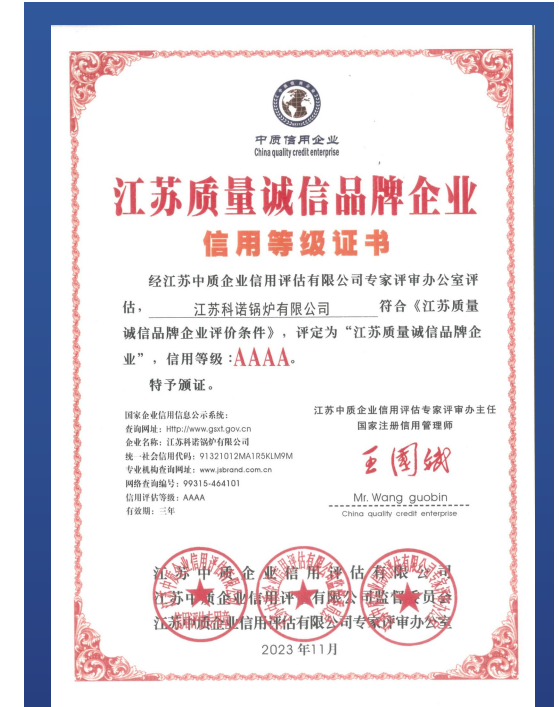 中质信用企业
China quality credit enterprise
江苏质量诚信品牌企业
信用等级证书
经江苏中质企业信用评估有限公司专家评审办公室评
估，江苏科诺锅炉有限公司符合《江苏质量
诚信品牌企业评价条件》，评定为“江苏质量诚信品牌企
业”，信用等级：AAAA。
特予颁证。
国家企业信用信息公示系统：
查询网址：Http://www.gsxt.gov.cn
企业名称：江苏科诺锅炉有限公司
统一社会信用代码：91321012MA1R5KLM9M
专业机构查询网址：www.jsbrand.com.cn
网络查询编号：99315-464101
信用评估等级：AAAA
有效期：三年
江苏中质企业信用评估专家评审办主任
国家注册信用管理师
王国斌
Mr. Wang guobin
China quality credit enterprise
江苏中质企业信用评估有限公司
江苏中质企业信用评估有限公司监督委员会
江苏中质企业信用评估有限公司专家评审办公室
2023 年11月